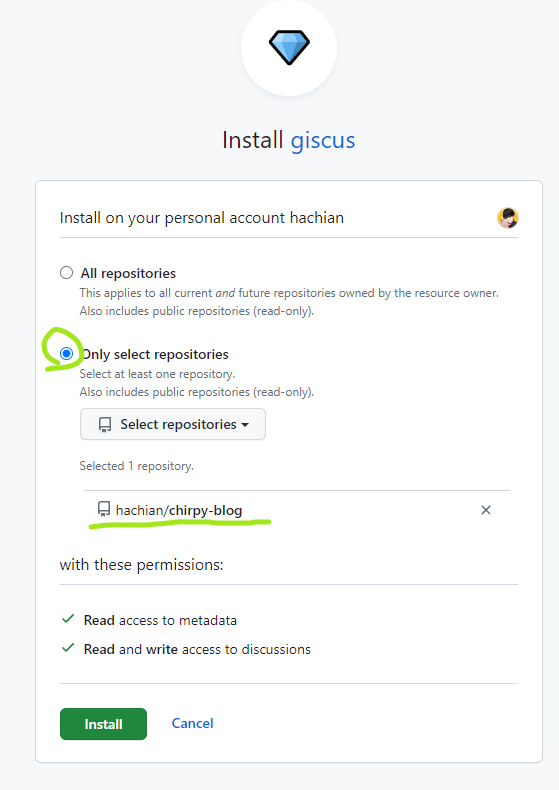 Install giscus
Install on your personal account hachian
All repositories
This applies to all current and future repositories owned by the resource owner.
Also includes public repositories (read-only).
Only select repositories
Select at least one repository.
Also includes public repositories (read-only).
Select repositories
Selected 1 repository.
hachian/chirpy-blog
with these permissions:
Read access to metadata
Read and write access to discussions
Install Cancel